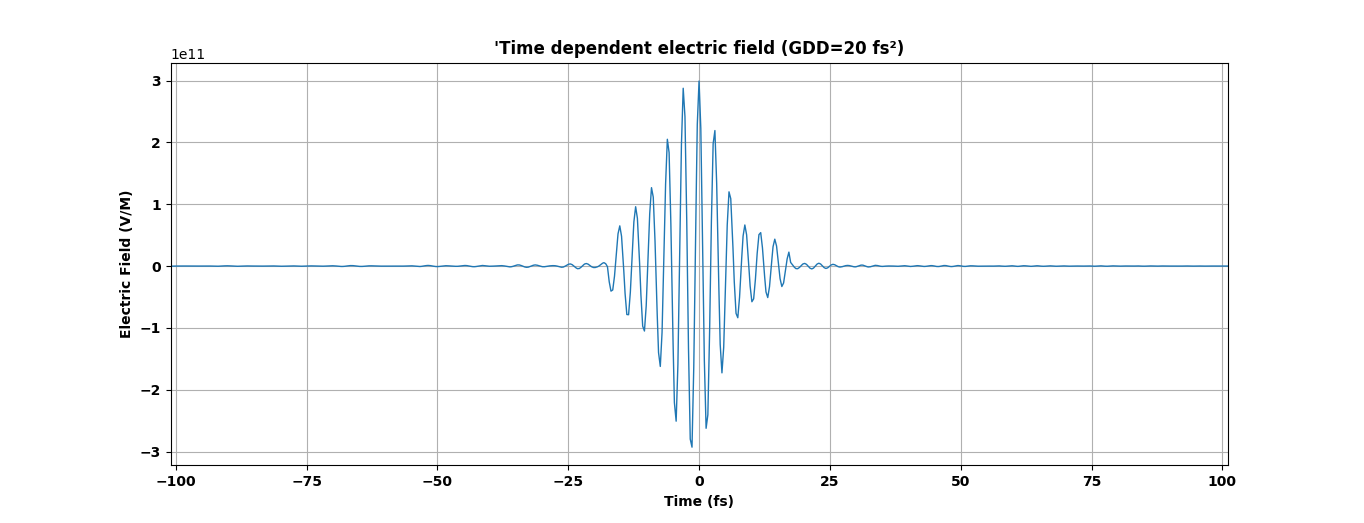 'Time dependent electric field (GDD=20 fs²)
1e11
3
2
1
0
−1
−2
−3
Electric Field (V/M)
−100 −75 −50 −25 0 25 50 75 100
Time (fs)